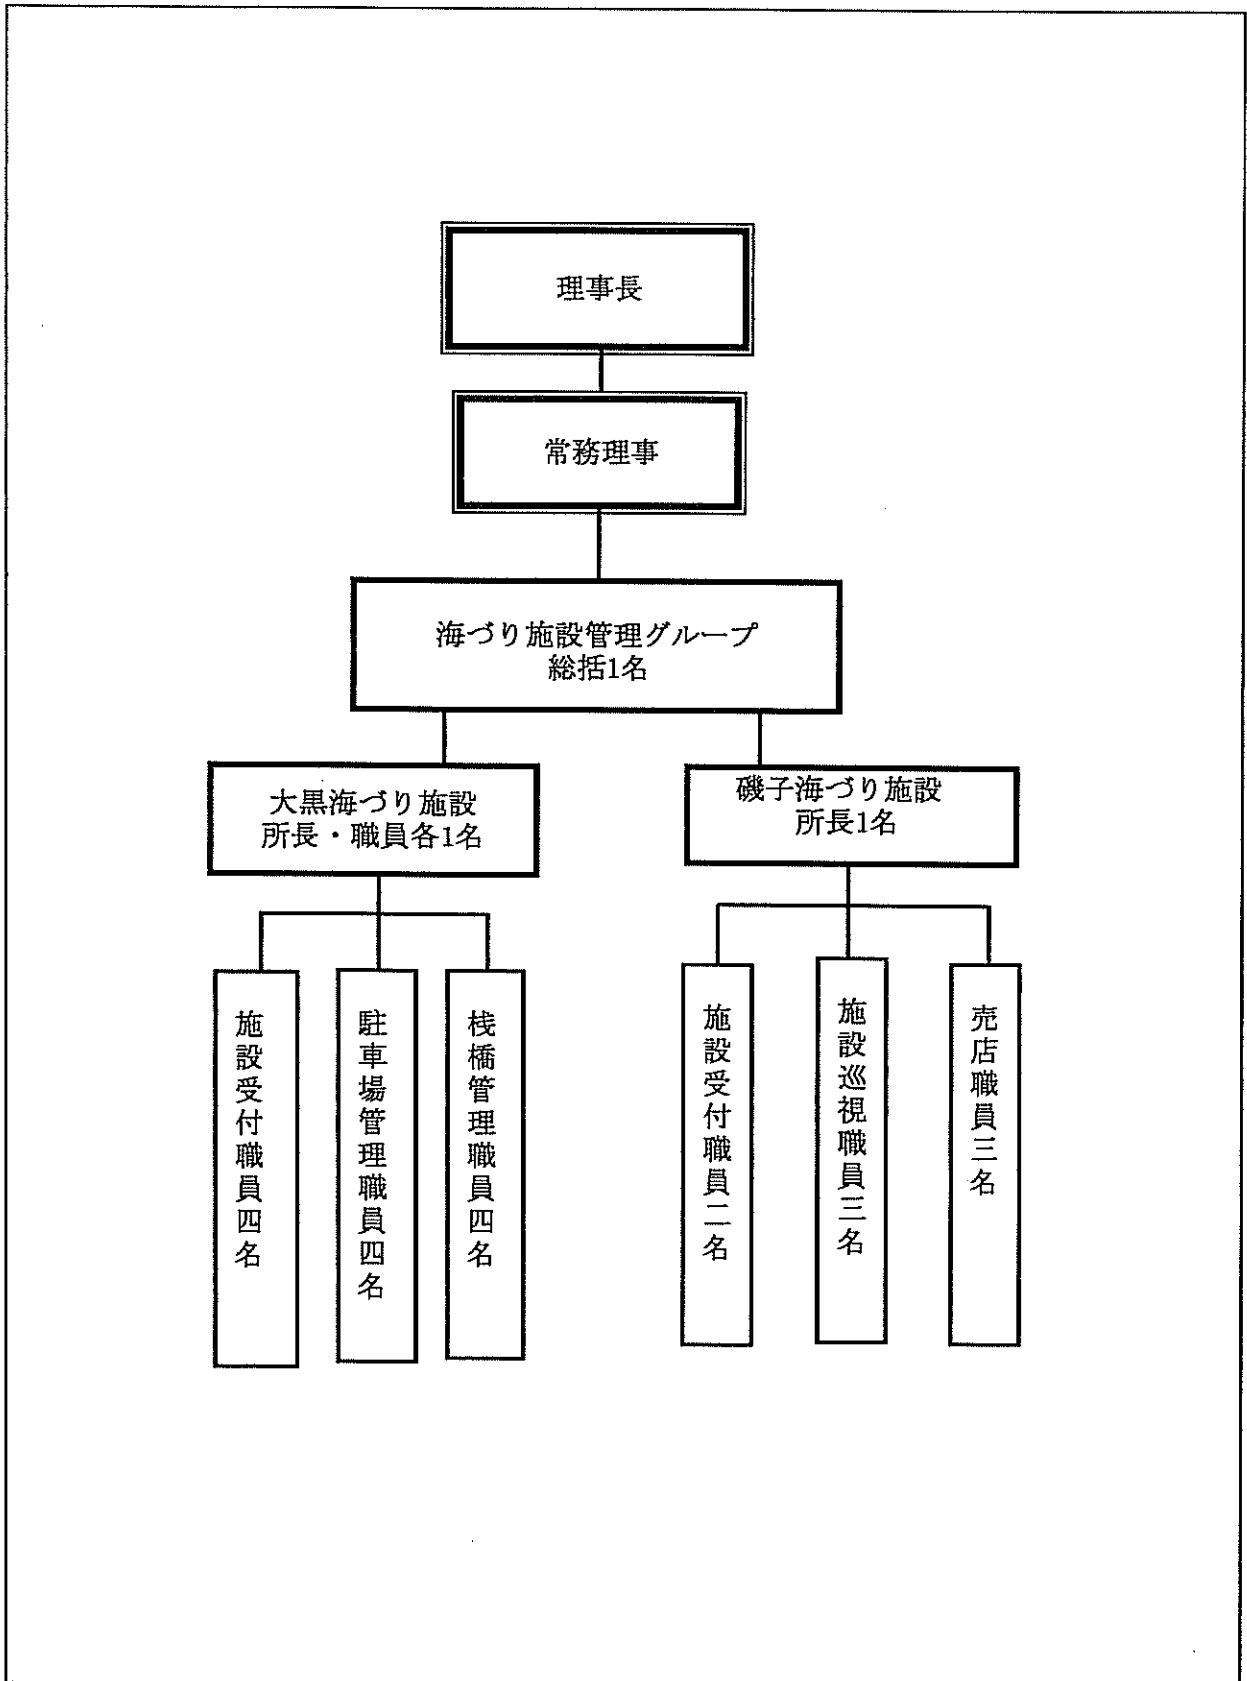 理事長
常務理事
海づり施設管理グループ
総括1名
大黒海づり施設
所長・職員各1名
磯子海づり施設
所長1名
施設受付職員四名
駐車場管理職員四名
桟橋管理職員四名
施設受付職員二名
施設巡視職員三名
売店職員三名